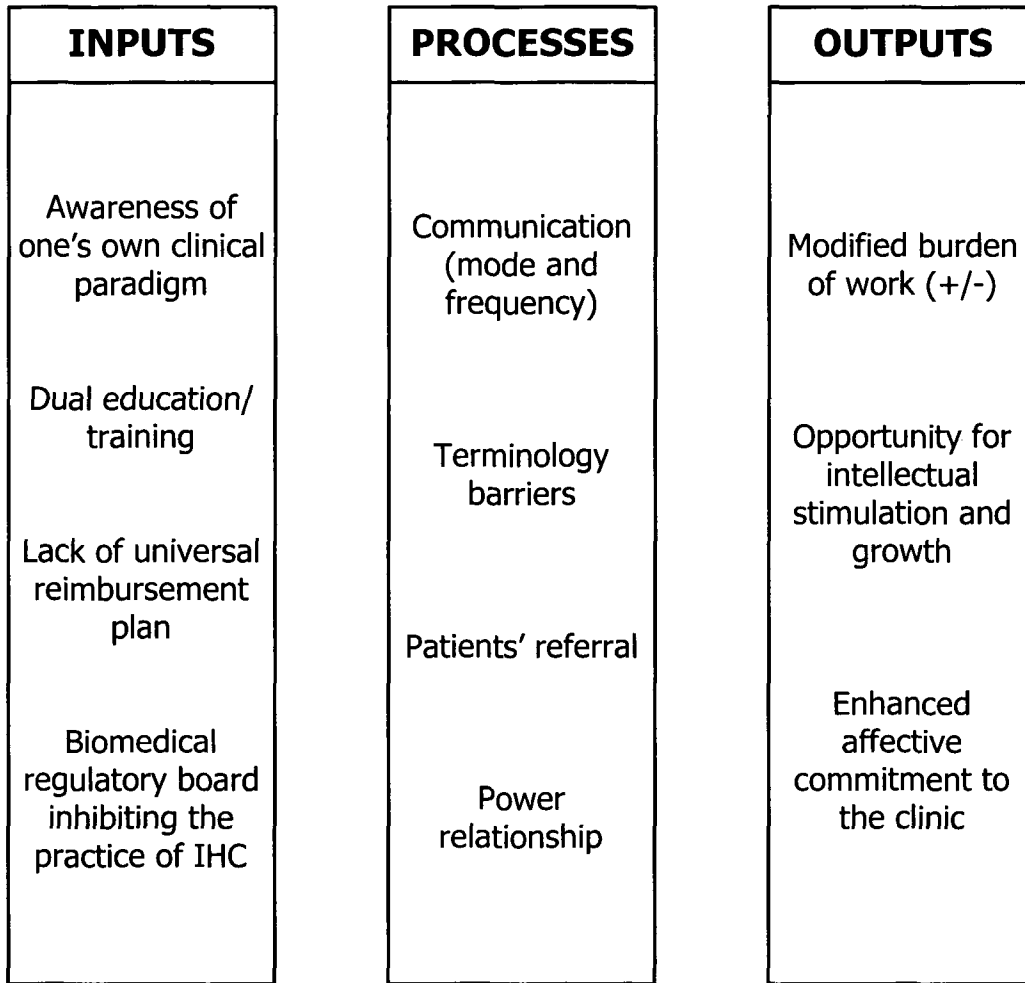 INPUTS
Awareness of
one's own clinical
paradigm
Dual education/
training
Lack of universal
reimbursement
plan
Biomedical
regulatory board
inhibiting the
practice of IHC
PROCESSES
Communication
(mode and
frequency)
Terminology
barriers
Patients' referral
Power
relationship
OUTPUTS
Modified burden
of work (+/-)
Opportunity for
intellectual
stimulation and
growth
Enhanced
affective
commitment to
the clinic